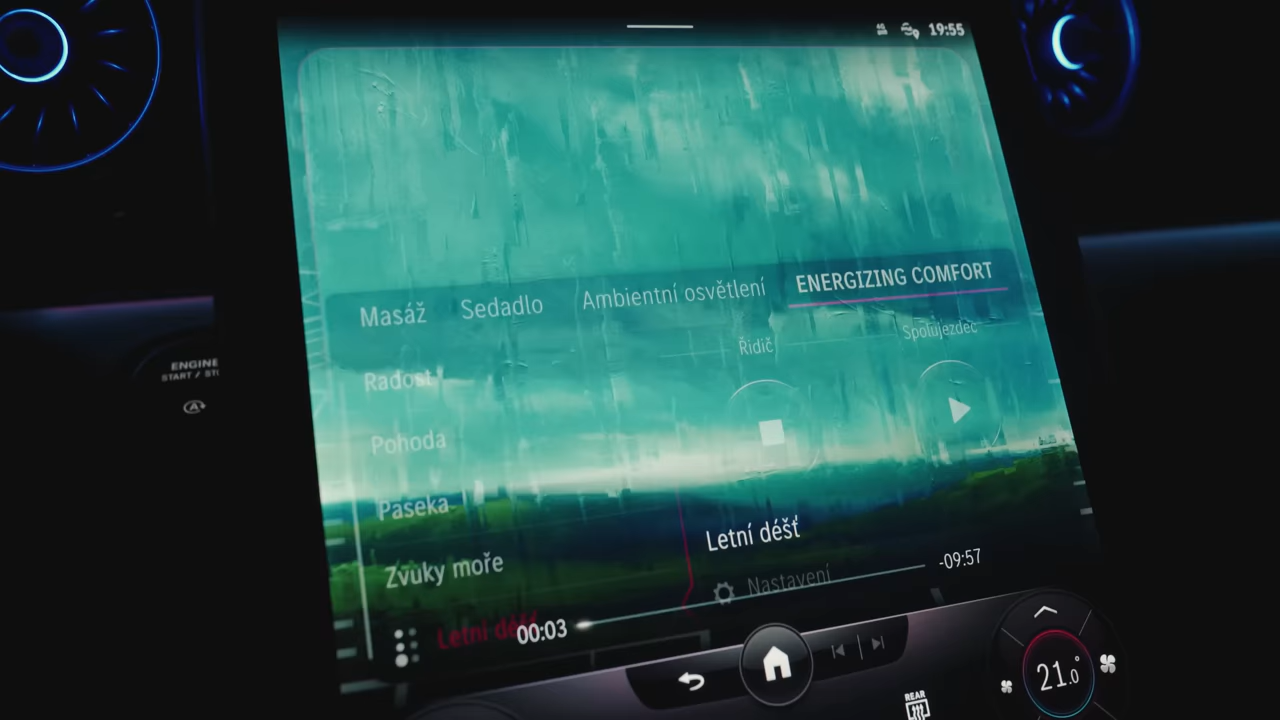 19:55
Masáž Sedadlo Ambientní osvětlení ENERGIZING COMFORT
Řidič Spolujezdec
Radost
Pohoda
Paseka
Zvuky moře
Letní déšť
Letní déšť
Nastavení
00:03
-09:57
ENGINE
START /
A
21.0°
REAR